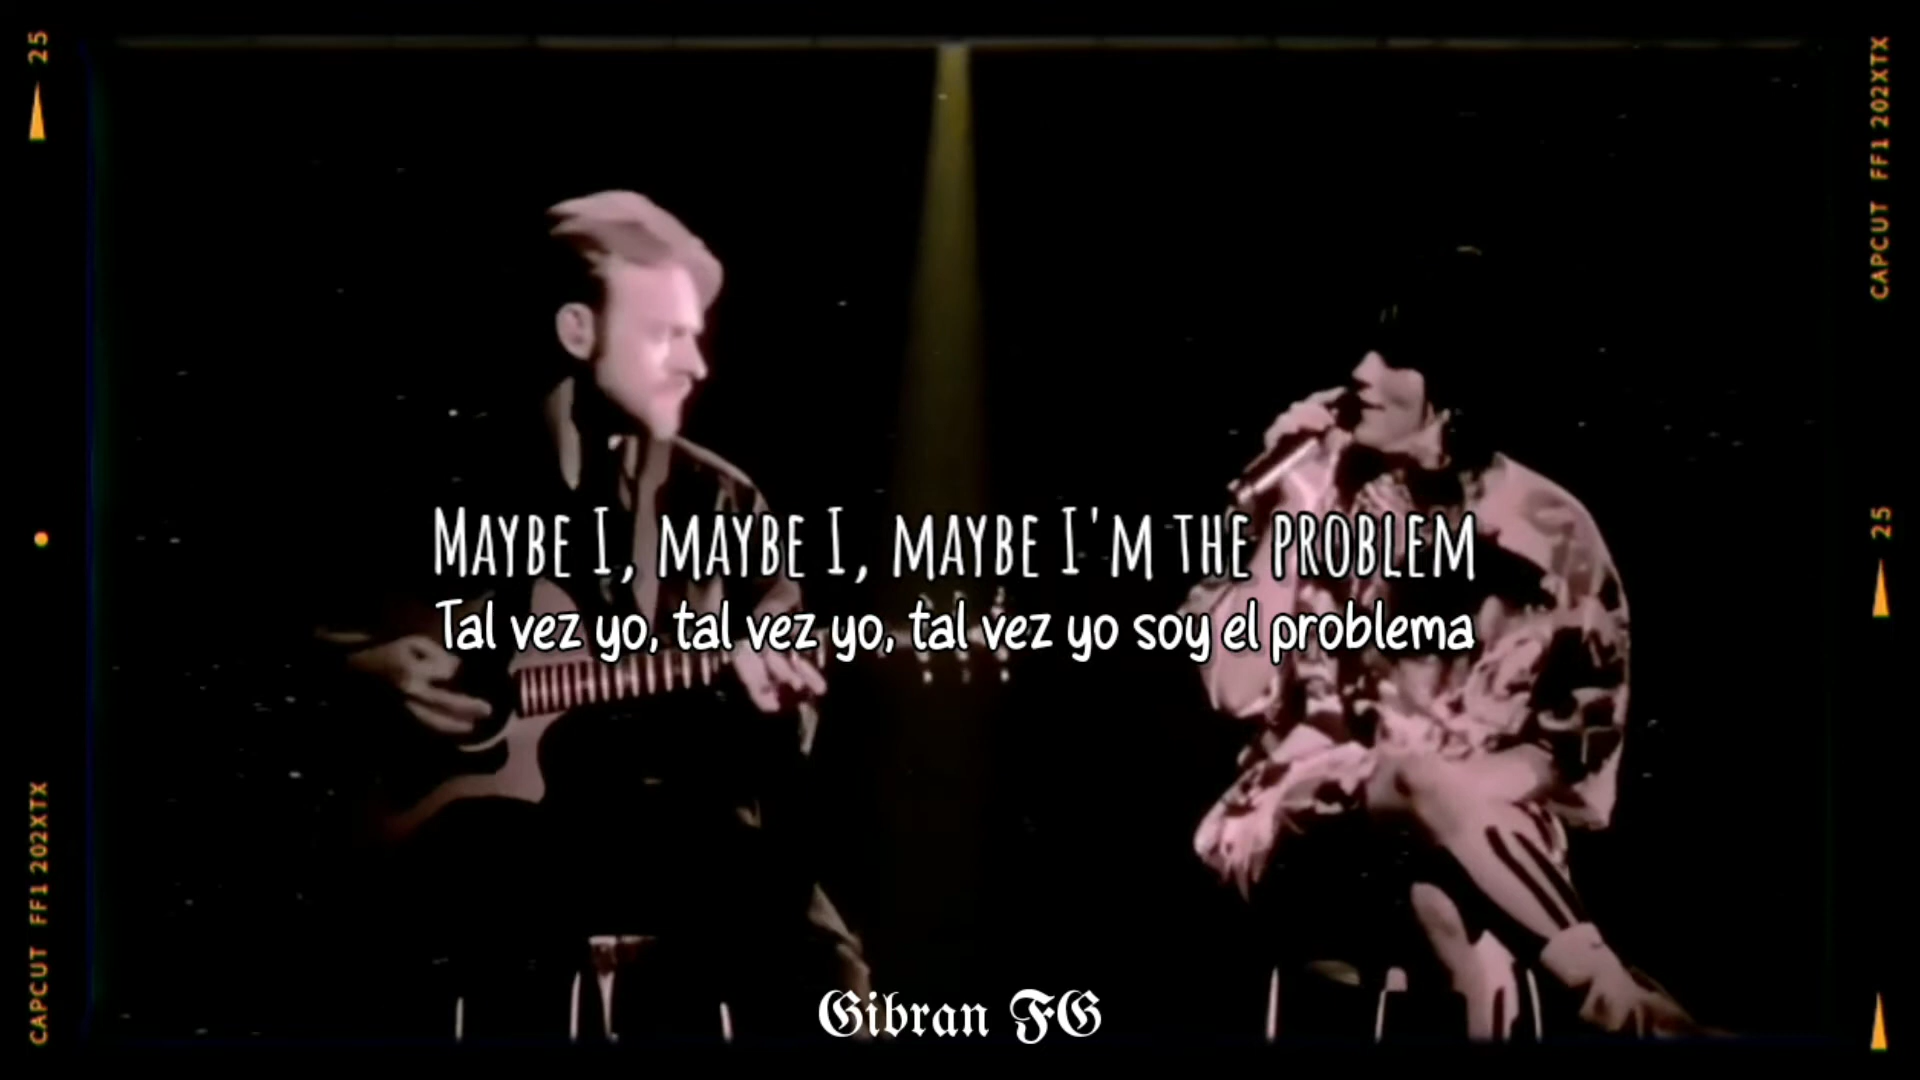 25
CAPCUT FF1 202XTX
Maybe I, maybe I, maybe I'm the problem
Tal vez yo, tal vez yo, tal vez yo soy el problema
25
CAPCUT FF1 202XTX
Gibran FG